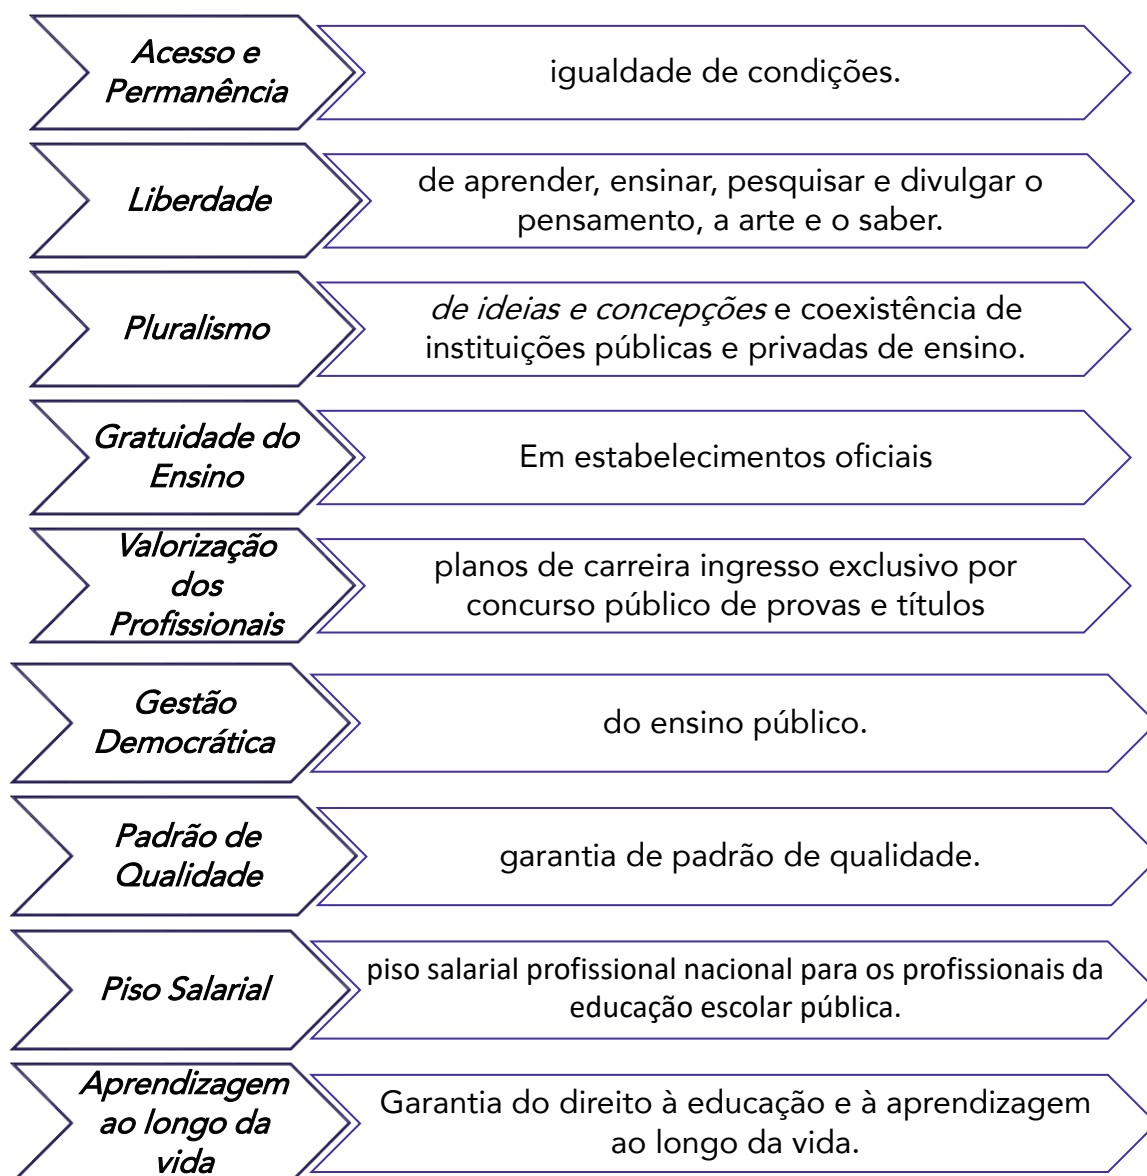 Acesso e
Permanência
igualdade de condições.
Liberdade
de aprender, ensinar, pesquisar e divulgar o
pensamento, a arte e o saber.
Pluralismo
de ideias e concepções e coexistência de
instituições públicas e privadas de ensino.
Gratuidade do
Ensino
Em estabelecimentos oficiais
Valorização
dos
Profissionais
planos de carreira ingresso exclusivo por
concurso público de provas e títulos
Gestão
Democrática
do ensino público.
Padrão de
Qualidade
garantia de padrão de qualidade.
Piso Salarial
piso salarial profissional nacional para os profissionais da
educação escolar pública.
Aprendizagem
ao longo da
vida
Garantia do direito à educação e à aprendizagem
ao longo da vida.